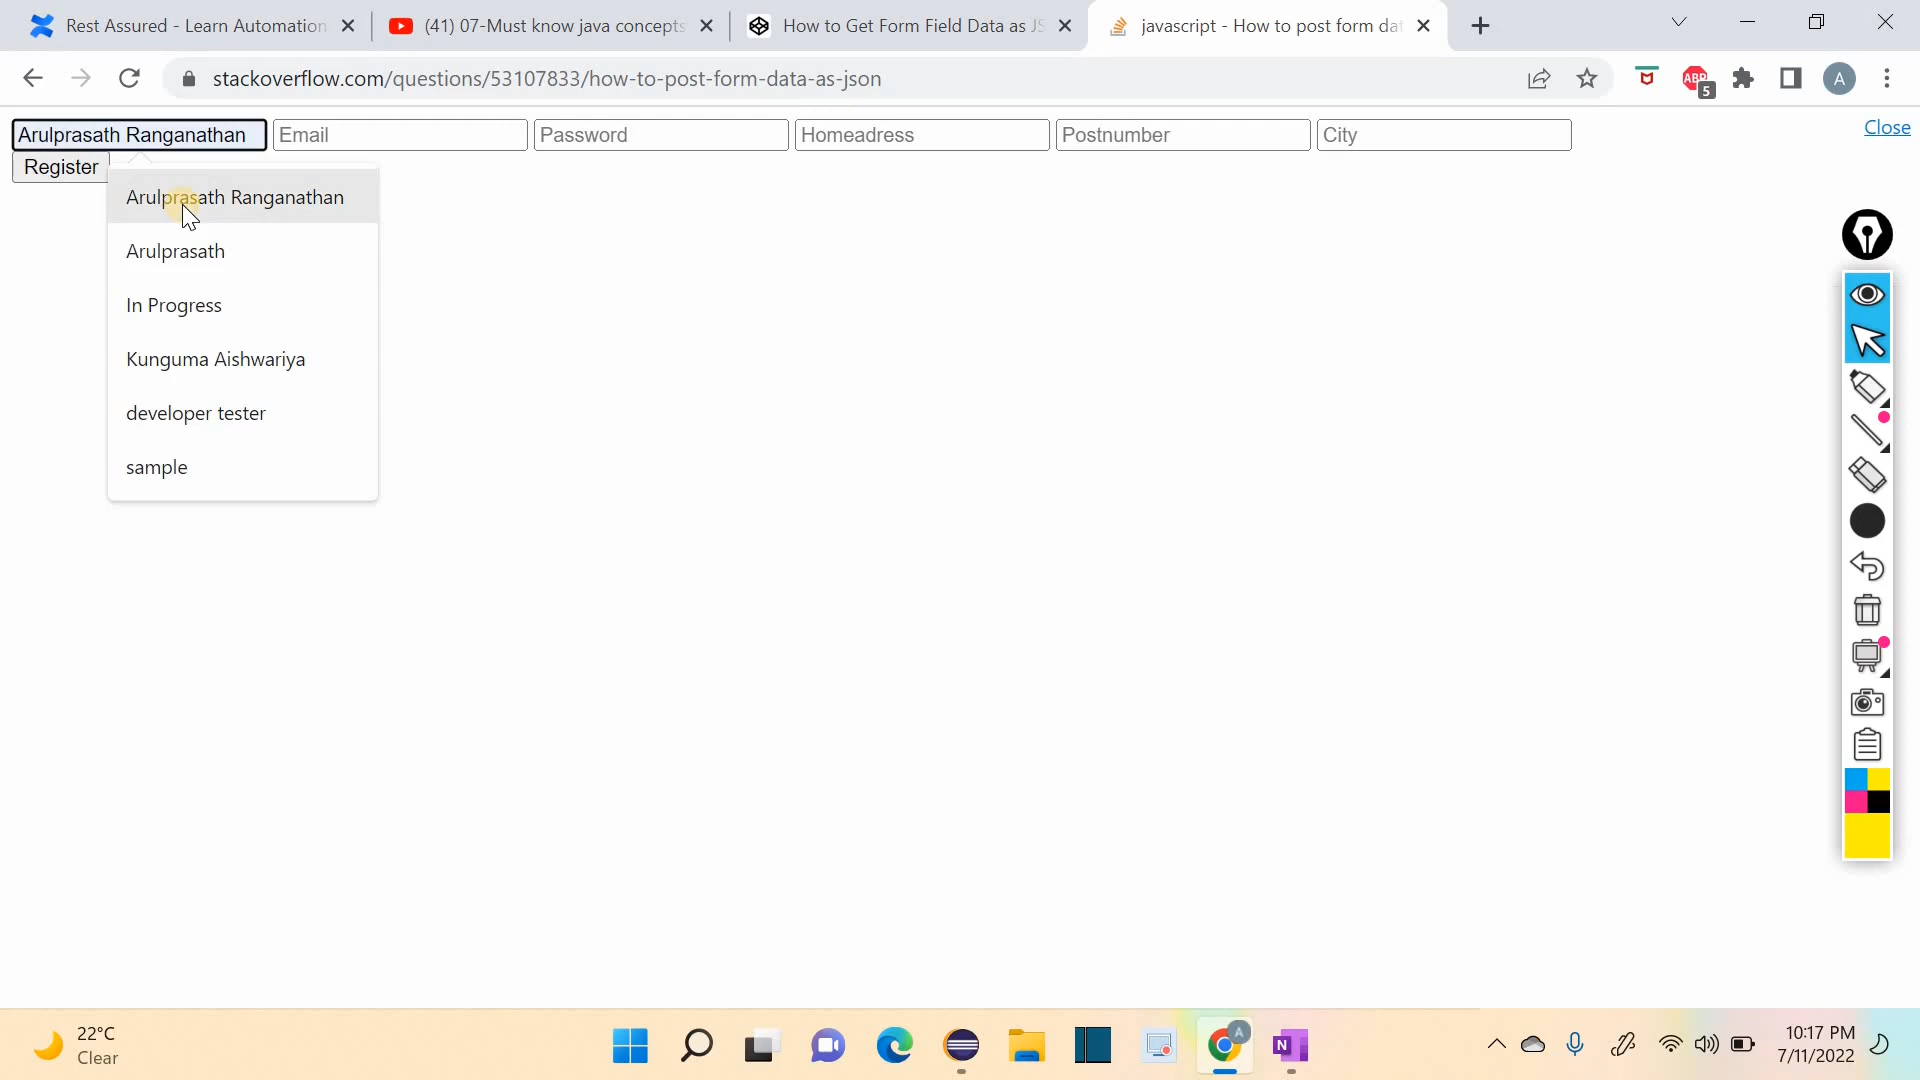 Rest Assured - Learn Automation
(41) 07-Must know java concepts
How to Get Form Field Data as JS
javascript - How to post form dat
stackoverflow.com/questions/53107833/how-to-post-form-data-as-json
ABP
5
A
Arulprasath Ranganathan
Email
Password
Homeadress
Postnumber
City
Close
Register
Arulprasath Ranganathan
Arulprasath
In Progress
Kunguma Aishwariya
developer tester
sample
22°C
Clear
A
N
10:17 PM
7/11/2022